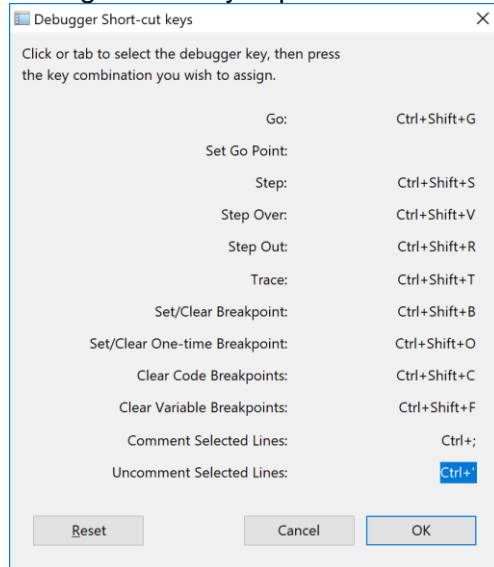 Debugger Short-cut keys
Click or tab to select the debugger key, then press
the key combination you wish to assign.
Go: Ctrl+Shift+G
Set Go Point:
Step: Ctrl+Shift+S
Step Over: Ctrl+Shift+V
Step Out: Ctrl+Shift+R
Trace: Ctrl+Shift+T
Set/Clear Breakpoint: Ctrl+Shift+B
Set/Clear One-time Breakpoint: Ctrl+Shift+O
Clear Code Breakpoints: Ctrl+Shift+C
Clear Variable Breakpoints: Ctrl+Shift+F
Comment Selected Lines: Ctrl+;
Uncomment Selected Lines: Ctrl+'
Reset Cancel OK